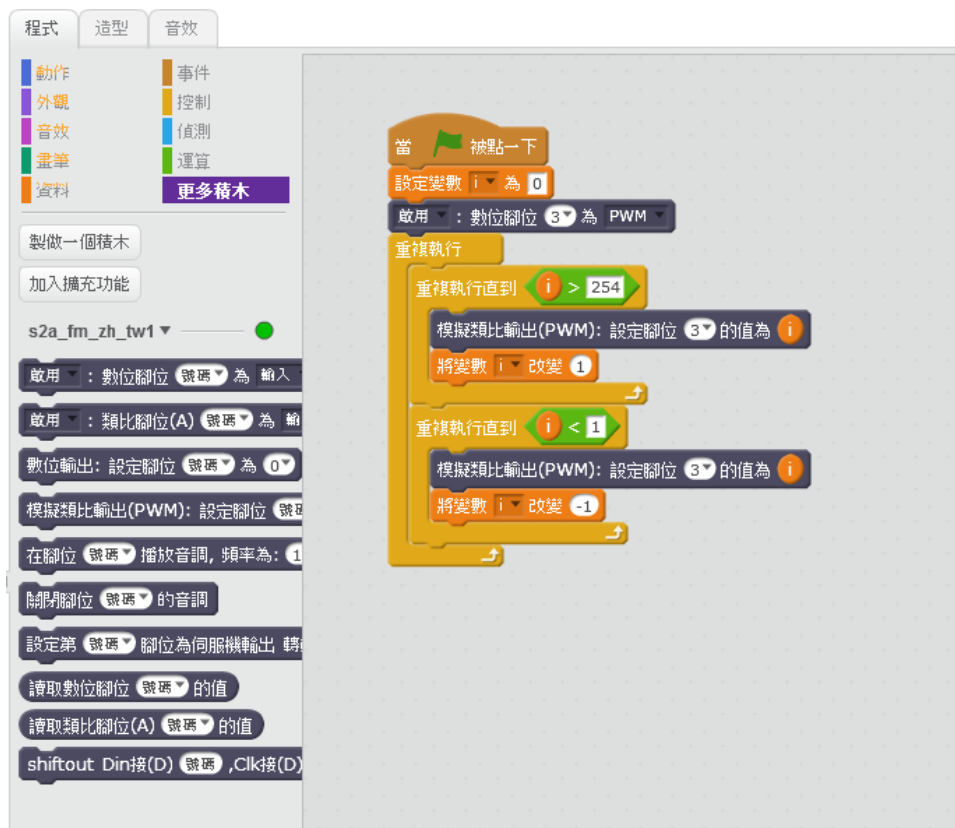 程式 造型 音效
動作 事件
外觀 控制
音效 偵測
畫筆 運算
資料 更多積木
製做一個積木
加入擴充功能
s2a_fm_zh_tw1
啟用 : 數位腳位 號碼 為 輸入
啟用 : 類比腳位(A) 號碼 為
數位輸出: 設定腳位 號碼 為 0
模擬類比輸出(PWM): 設定腳位
在腳位 號碼 播放音調, 頻率為: 1
關閉腳位 號碼 的音調
設定第 號碼 腳位為伺服機輸出
讀取數位腳位 號碼 的值
讀取類比腳位(A) 號碼 的值
shiftout Din接(D) 號碼 ,Clk接(D)
當 被點一下
設定變數 i 為 0
啟用 : 數位腳位 3 為 PWM
重複執行
重複執行直到 i > 254
模擬類比輸出(PWM): 設定腳位 3 的值為 i
將變數 i 改變 1
重複執行直到 i < 1
模擬類比輸出(PWM): 設定腳位 3 的值為 i
將變數 i 改變 -1